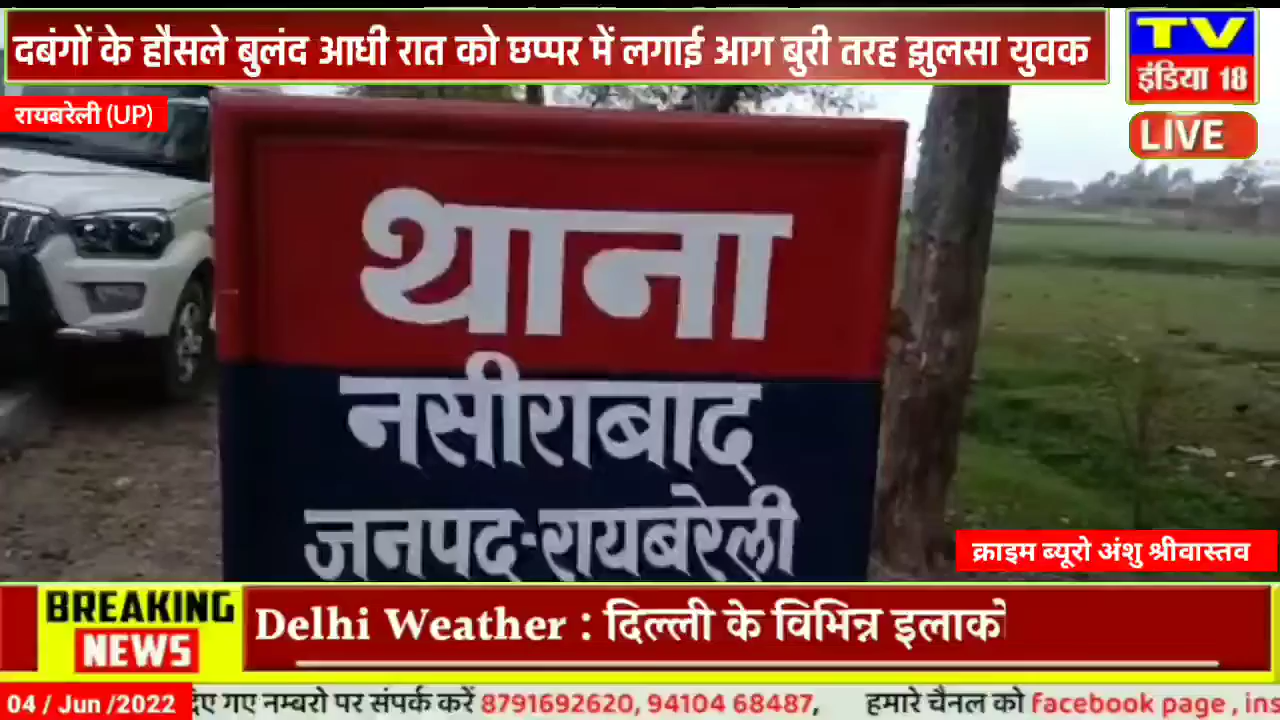 दबंगों के हौसले बुलंद आधी रात को छप्पर में लगाई आग बुरी तरह झुलसा युवक
TV
इंडिया 18
LIVE
रायबरेली (UP)
थाना
नसीराबाद
जनपद-रायबरेली
क्राइम ब्यूरो अंशु श्रीवास्तव
BREAKING
NEWS
Delhi Weather : दिल्ली के विभिन्न
04 / Jun /2022
गए नम्बरो पर संपर्क करें 8791692620, 94104 68487, हमारे चैनल को facebook page ,